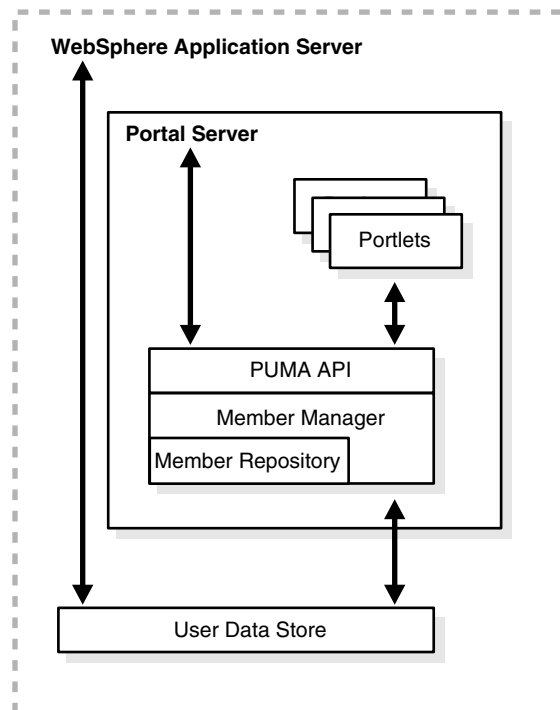 WebSphere Application Server
Portal Server
Portlets
PUMA API
Member Manager
Member Repository
User Data Store